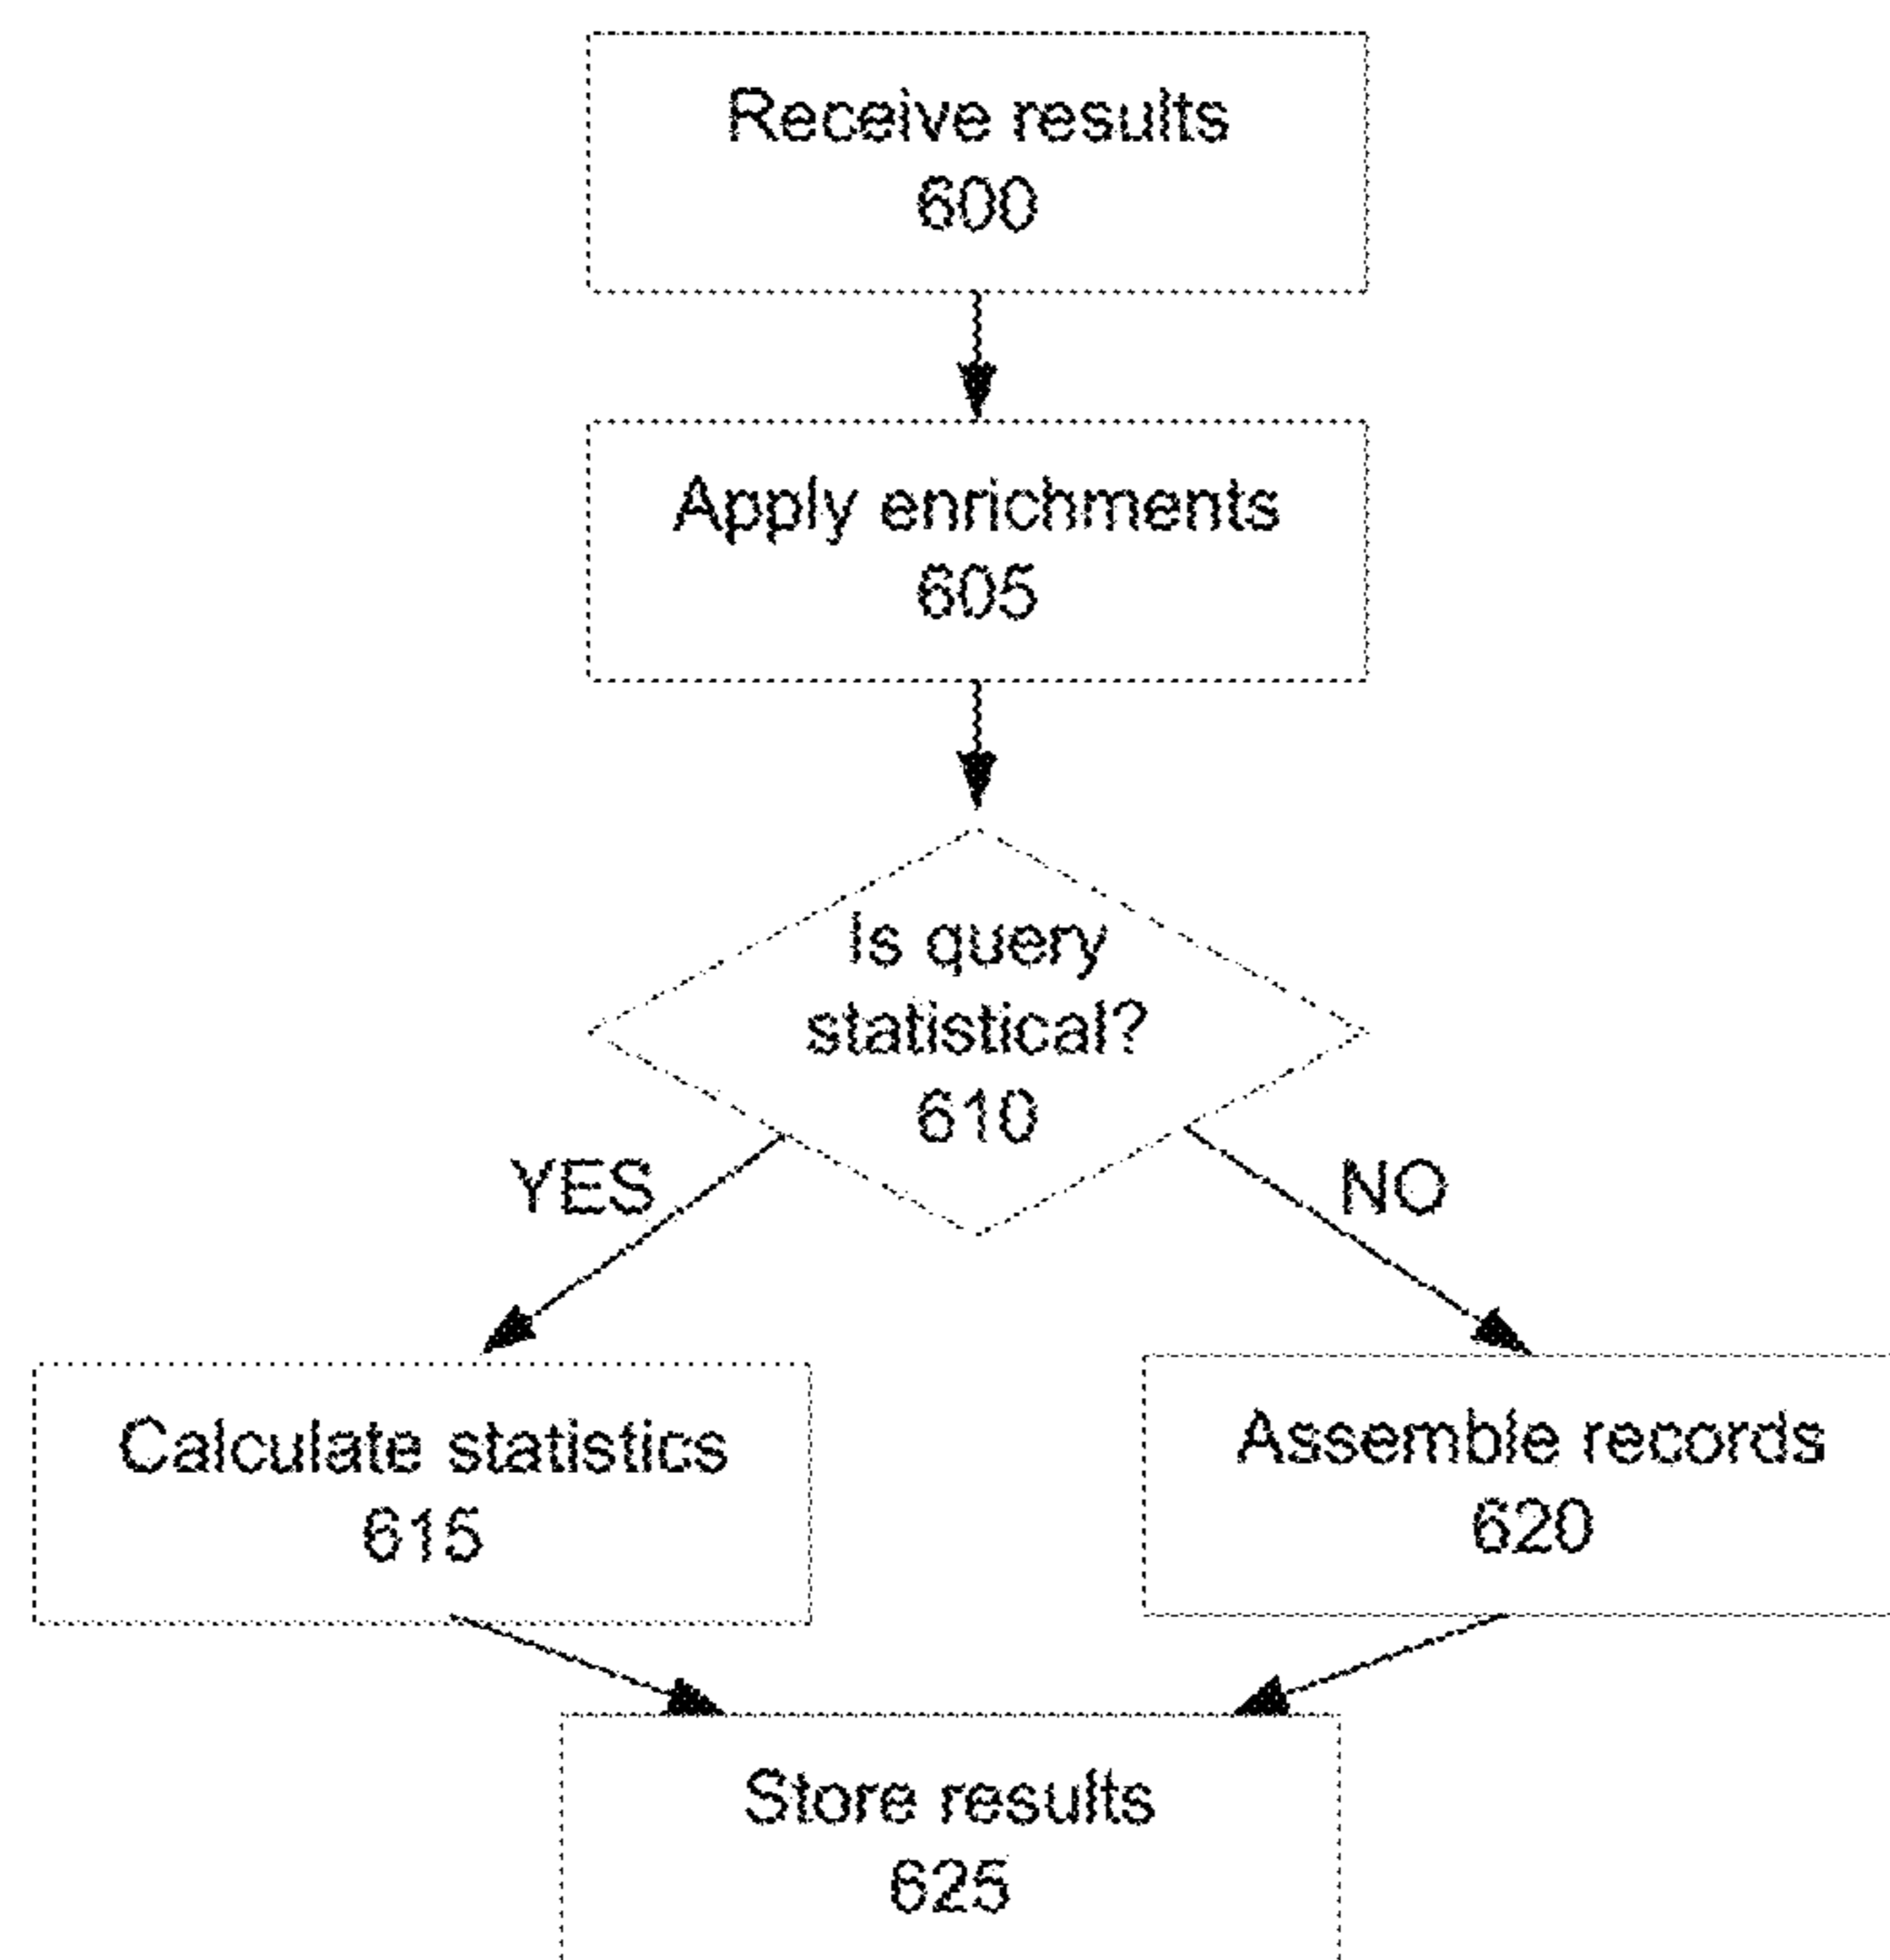 Receive results
600
Apply enrichments
605
Is query
statistical?
610
YES
NO
Calculate statistics
615
Assemble records
620
Store results
625